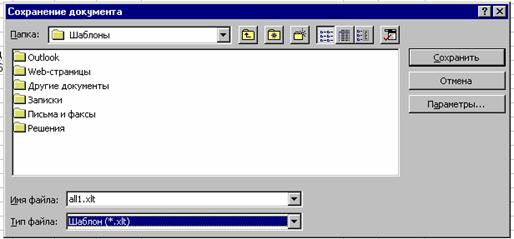 Сохранение документа
Папка: Шаблоны
Outlook
Web-страницы
Другие документы
Записки
Письма и факсы
Решения
Сохранить
Отмена
Параметры...
Имя файла: all1.xlt
Тип файла: Шаблон (*.xlt)